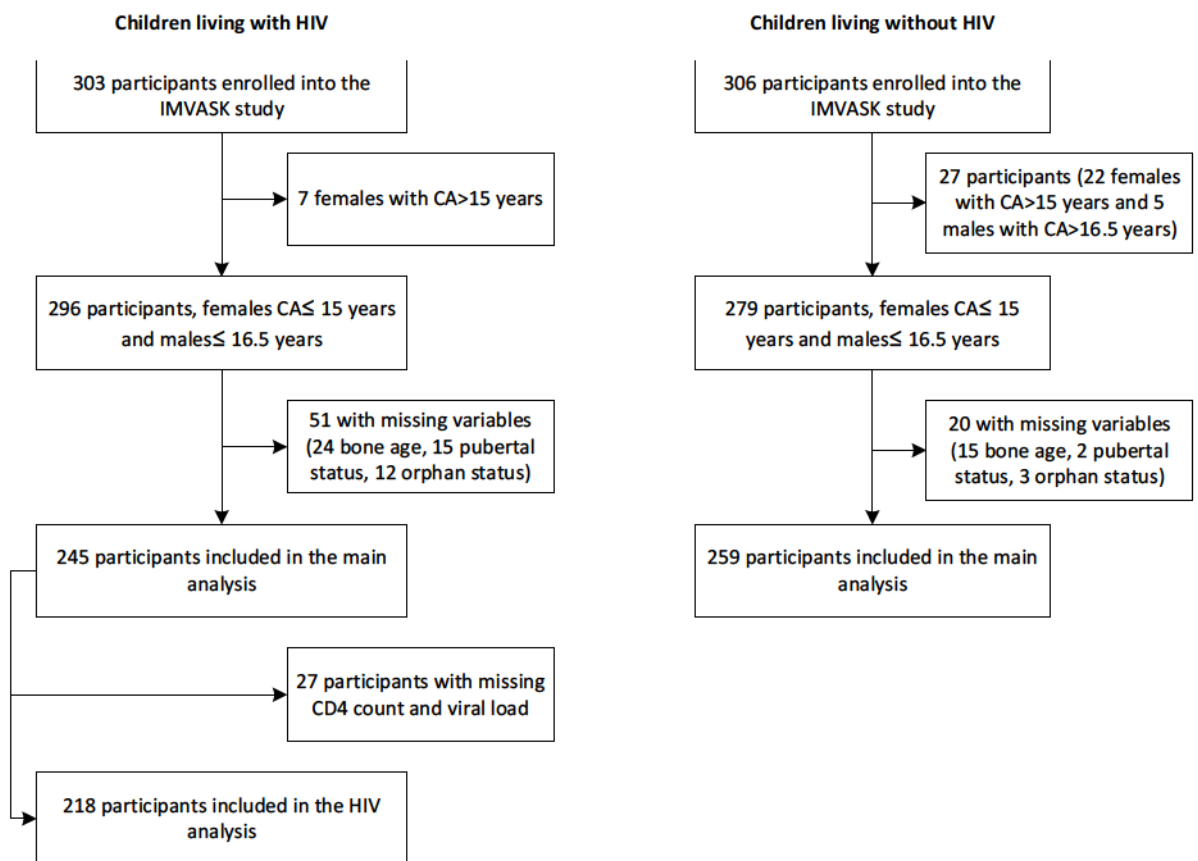 Children living with HIV
303 participants enrolled into the
IMVASK study
7 females with CA>15 years
296 participants, females CA≤ 15 years
and males≤ 16.5 years
51 with missing variables
(24 bone age, 15 pubertal
status, 12 orphan status)
245 participants included in the main
analysis
27 participants with missing
CD4 count and viral load
218 participants included in the HIV
analysis
Children living without HIV
306 participants enrolled into the
IMVASK study
27 participants (22 females
with CA>15 years and 5
males with CA>16.5 years)
279 participants, females CA≤ 15
years and males≤ 16.5 years
20 with missing variables
(15 bone age, 2 pubertal
status, 3 orphan status)
259 participants included in the main
analysis